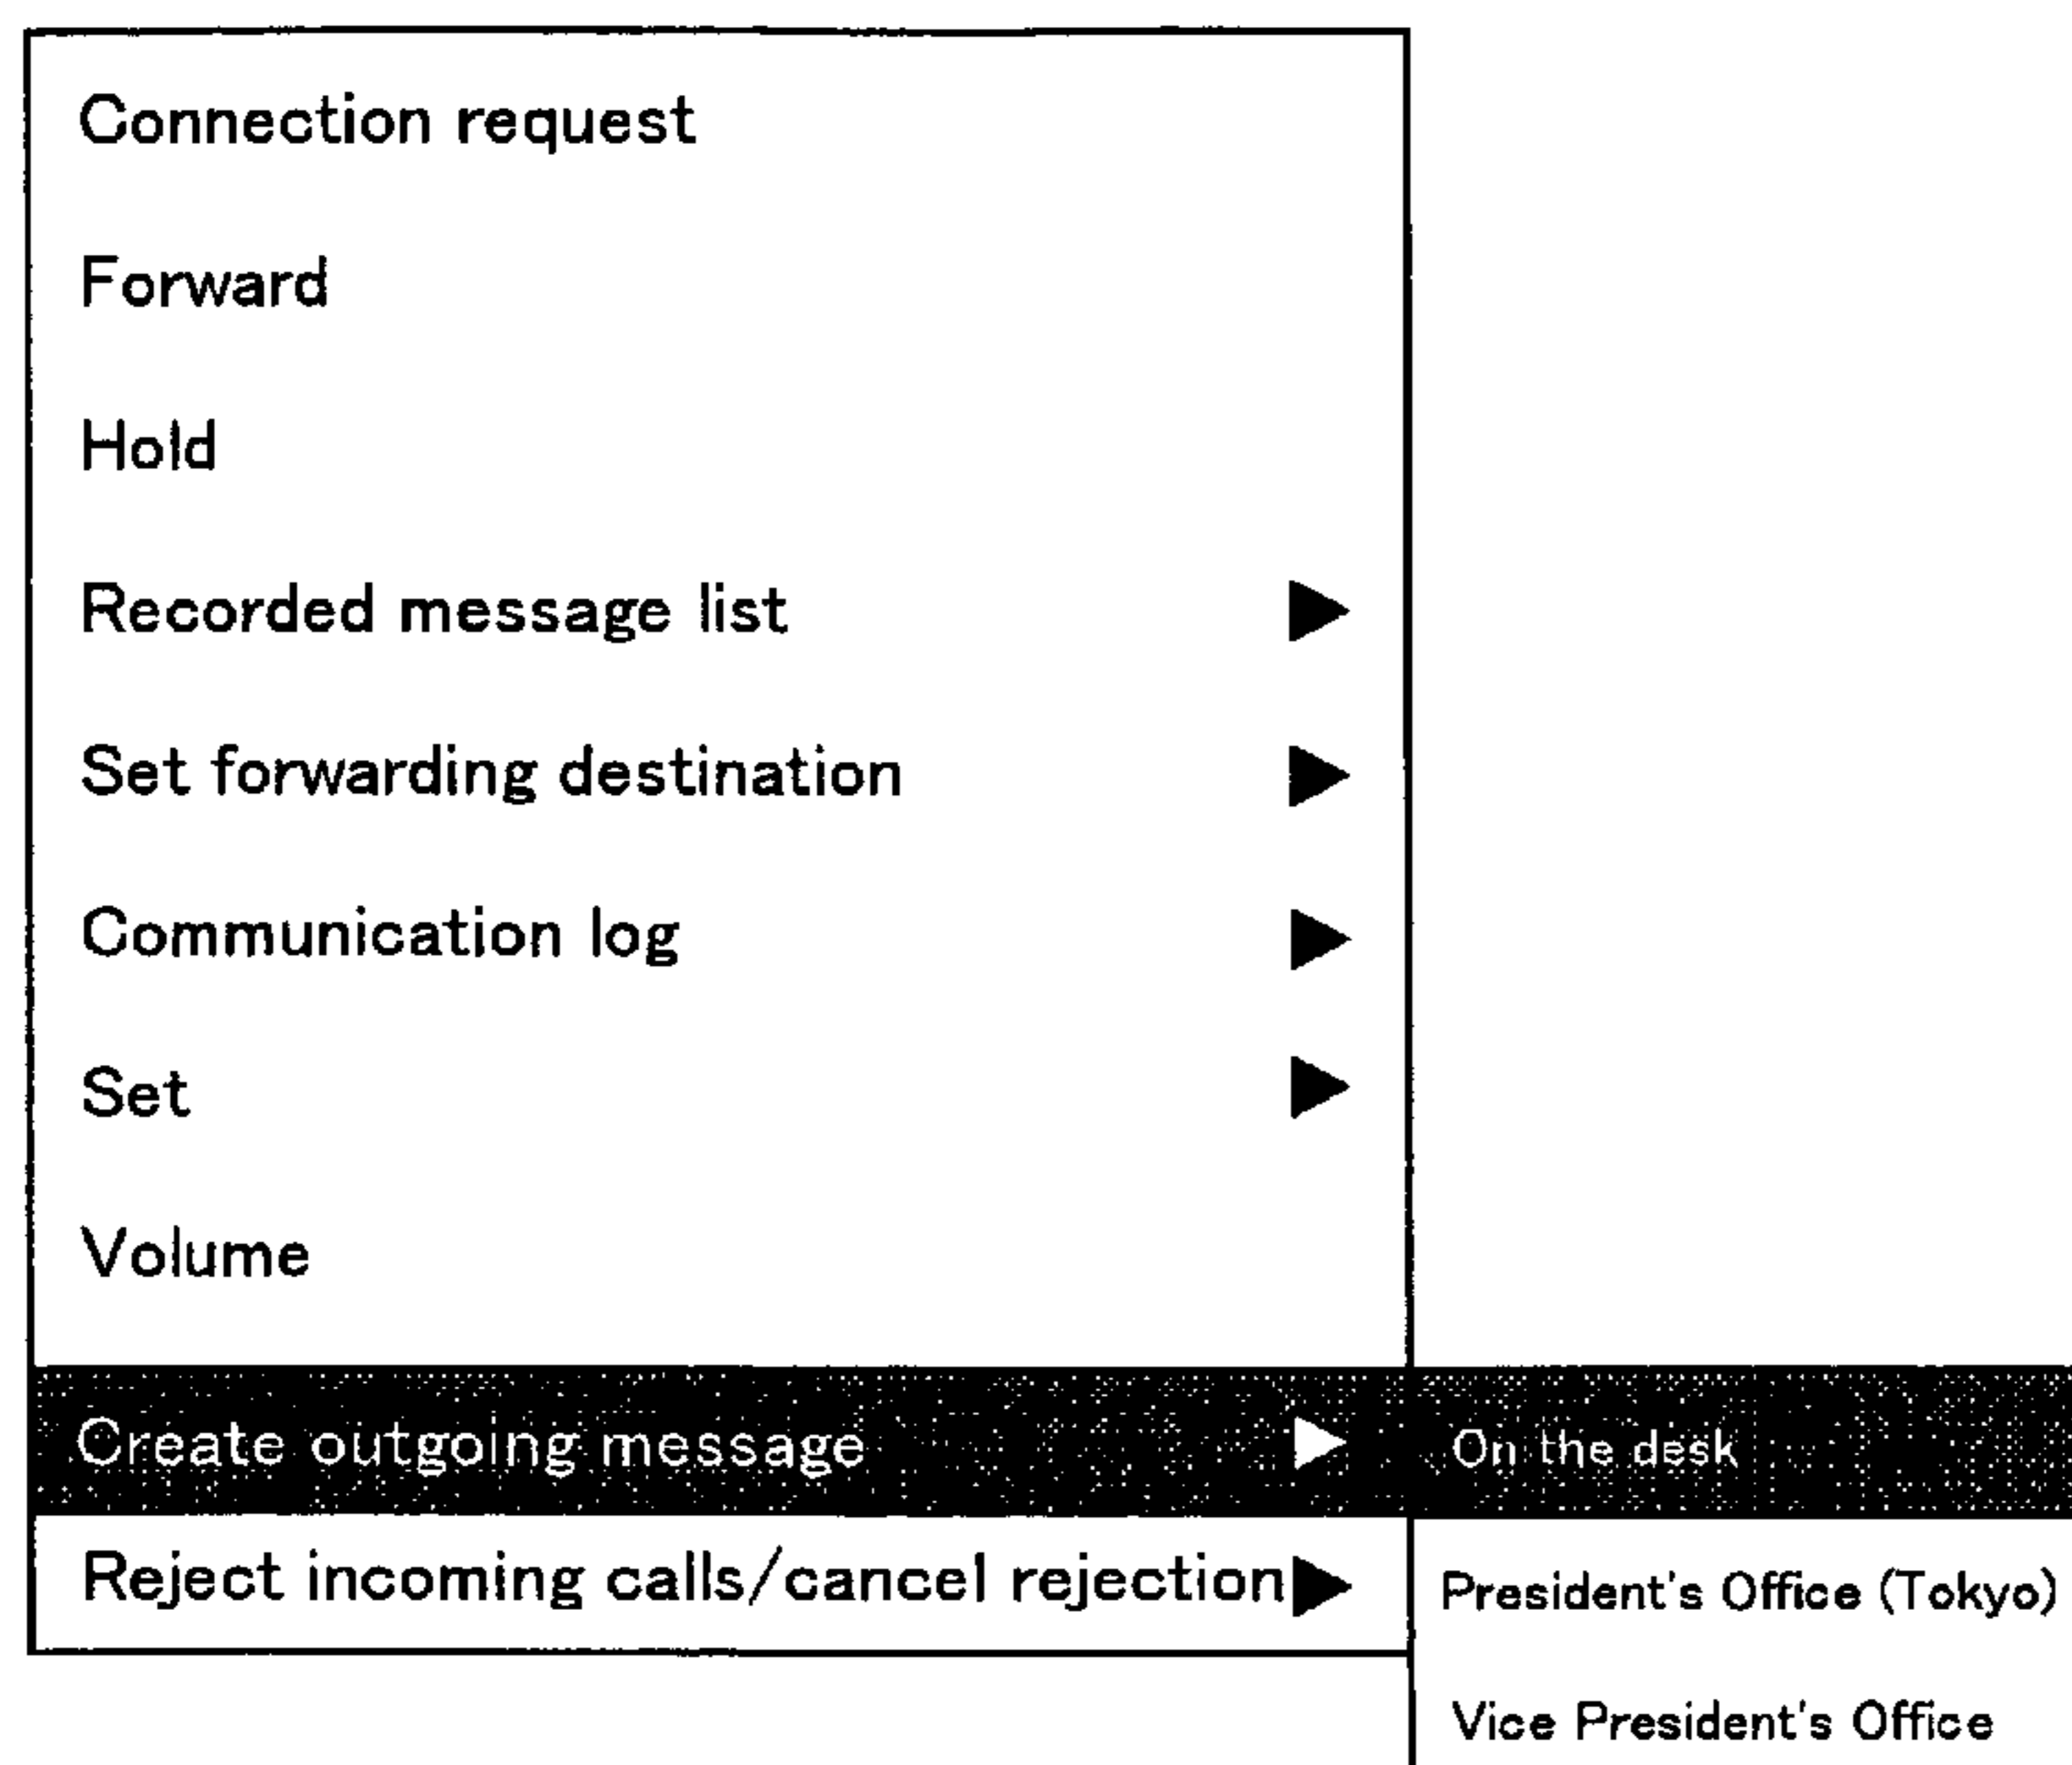 Connection request
Forward
Hold
Recorded message list
Set forwarding destination
Communication log
Set
Volume
Create outgoing message
On the desk
Reject incoming calls/cancel rejection
President's Office (Tokyo)
Vice President's Office